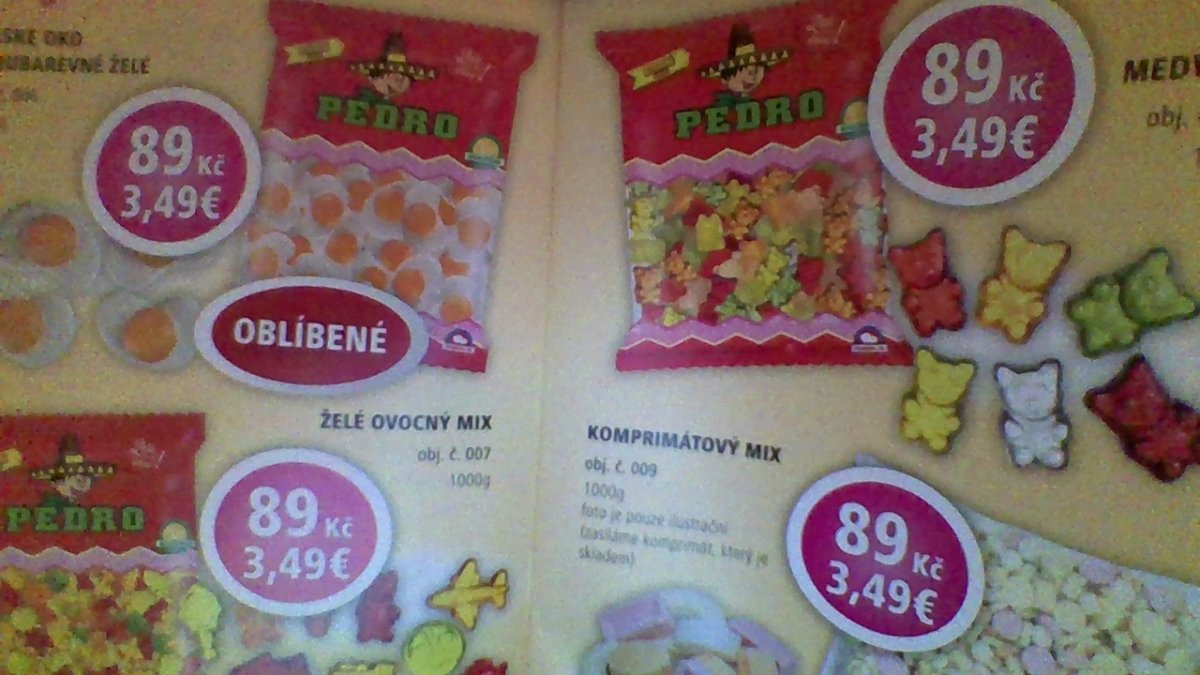 SKÉ OKO
UBAREVNÉ ŽELÉ
89 Kč
3,49€
PEDRO
OBLÍBENÉ
PEDRO
89 Kč
3,49€
MEDV
obj.
PEDRO
89 Kč
3,49€
ŽELÉ OVOCNÝ MIX
obj. č. 007
1000g
KOMPRIMÁTOVÝ MIX
obj. č. 009
1000g
foto je pouze ilustrační
(zasíláme komprimát, který je
skladem)
89 Kč
3,49€